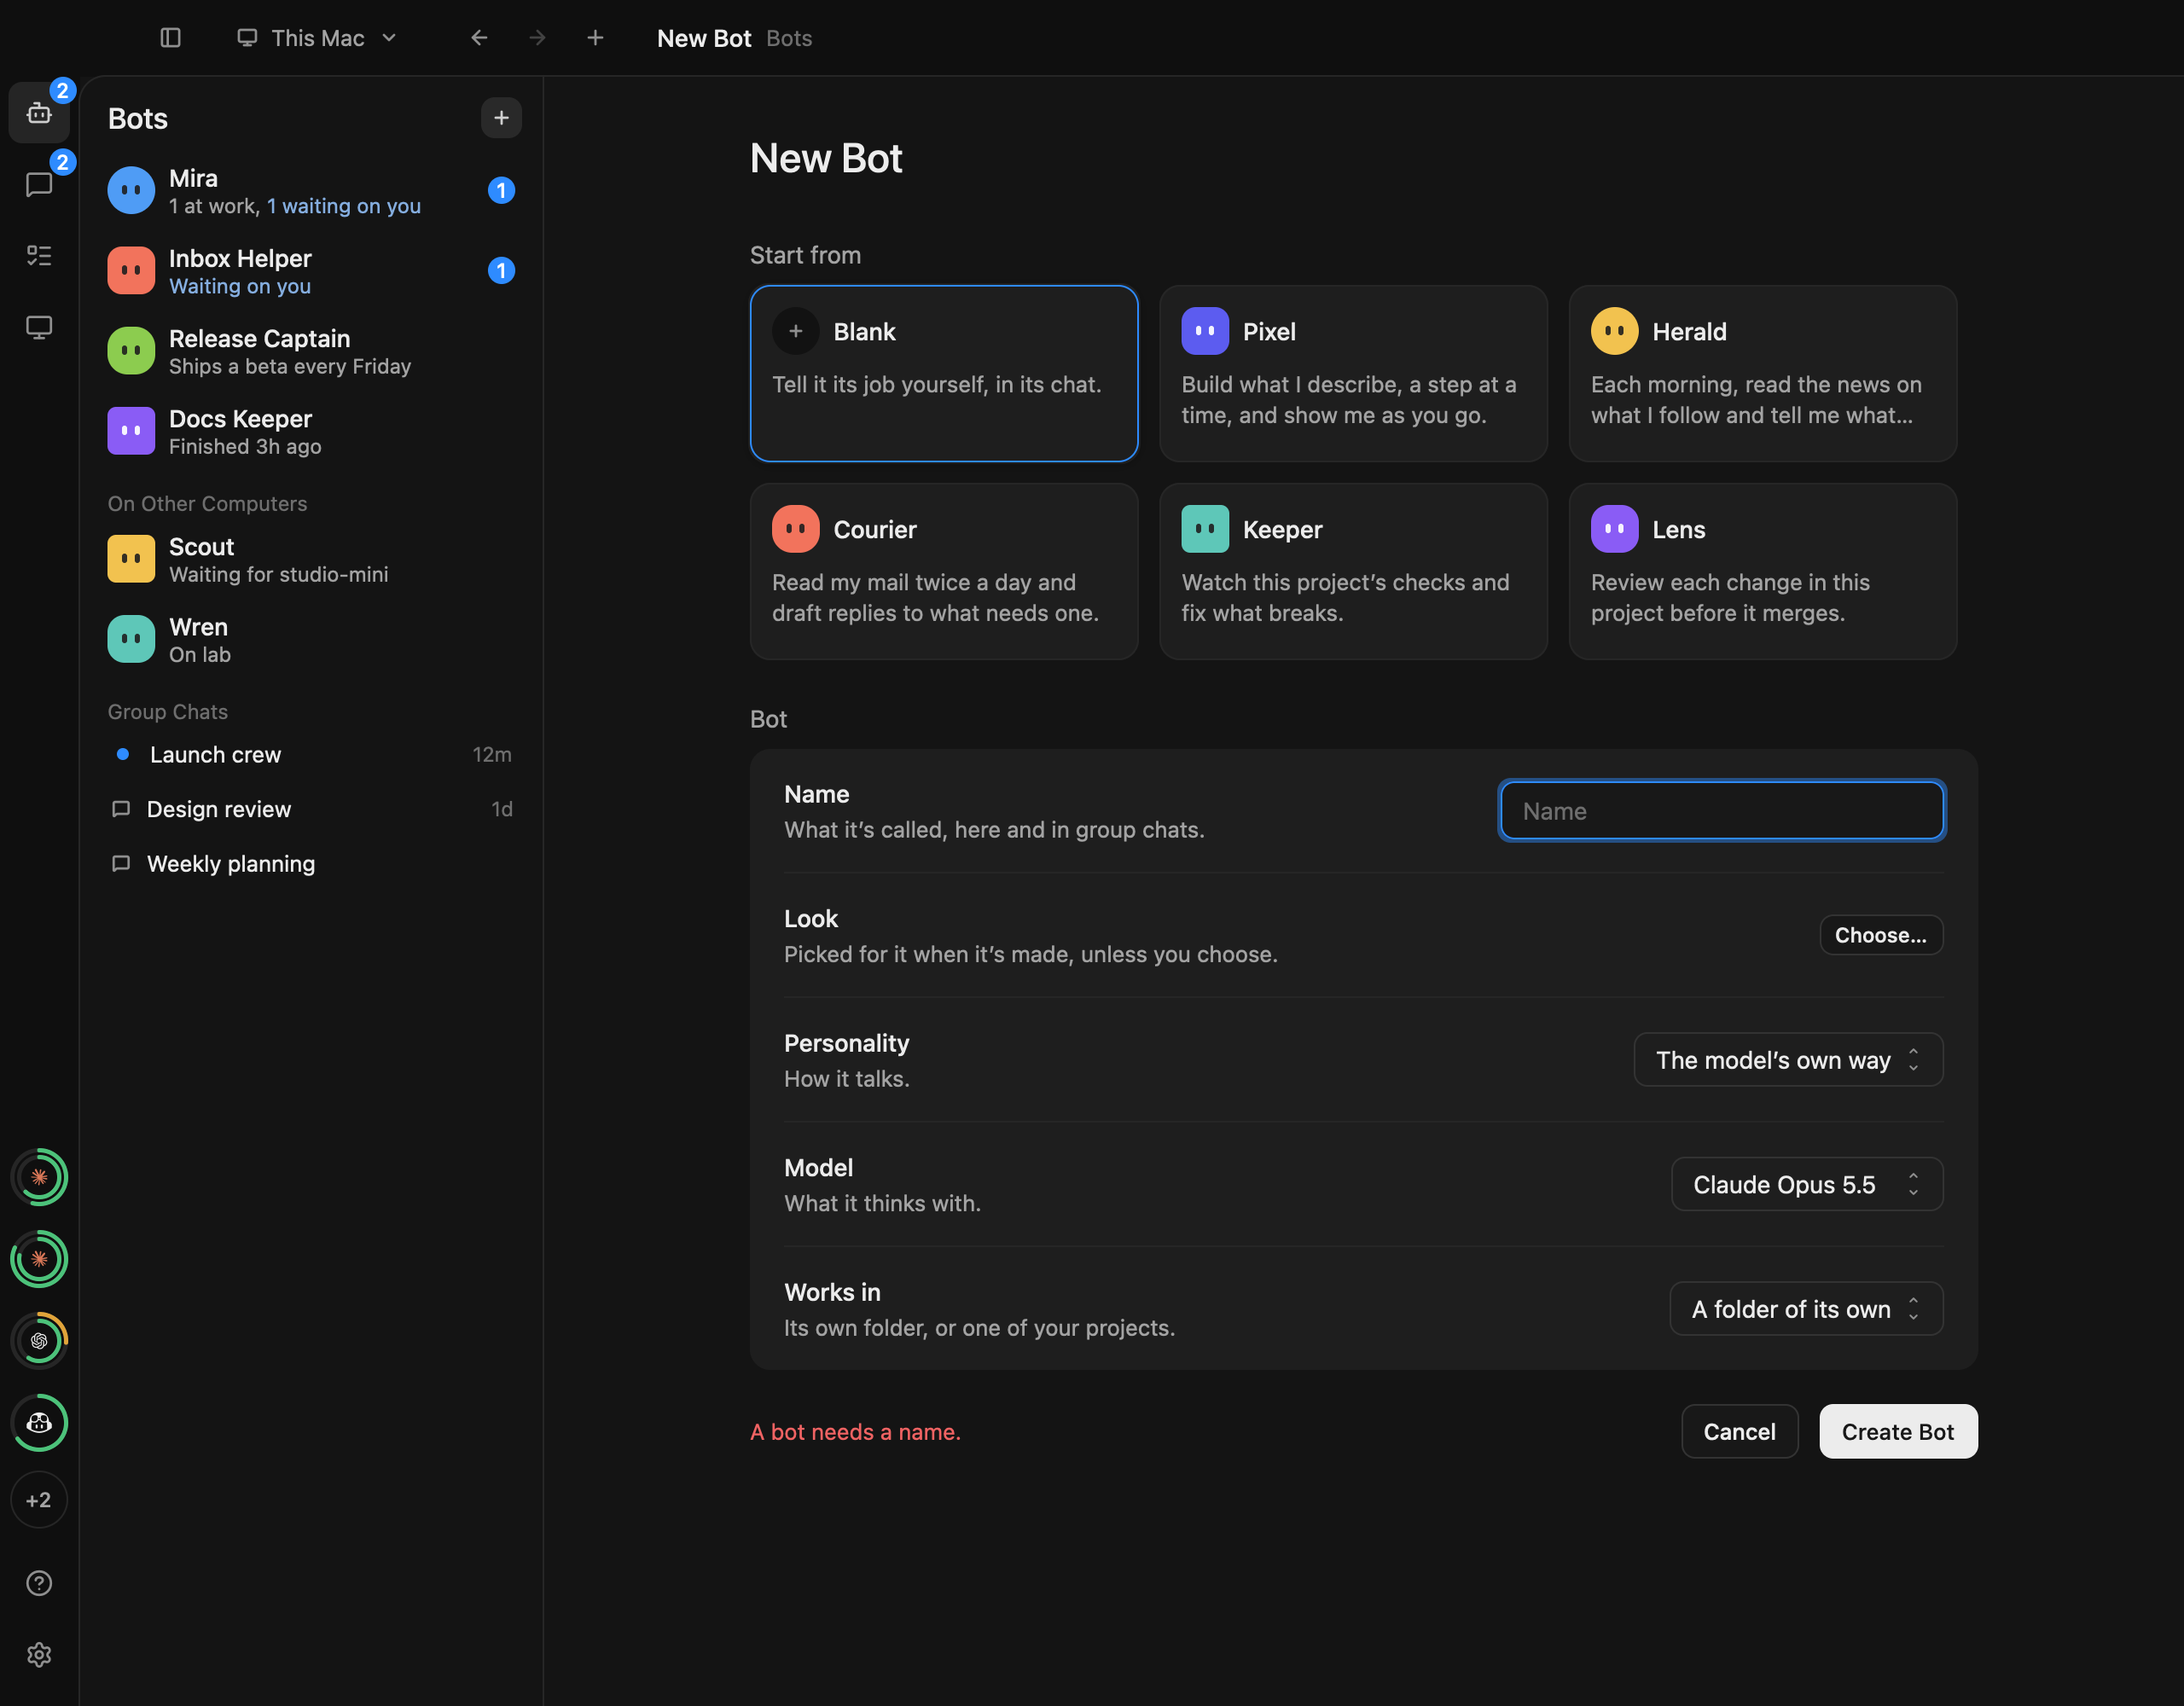 This Mac
New Bot Bots
2
2
Bots
Mira
1 at work, 1 waiting on you
1
Inbox Helper
Waiting on you
1
Release Captain
Ships a beta every Friday
Docs Keeper
Finished 3h ago
On Other Computers
Scout
Waiting for studio-mini
Wren
On lab
Group Chats
Launch crew 12m
Design review 1d
Weekly planning
+2
New Bot
Start from
Blank
Tell it its job yourself, in its chat.
Pixel
Build what I describe, a step at a
time, and show me as you go.
Herald
Each morning, read the news on
what I follow and tell me what...
Courier
Read my mail twice a day and
draft replies to what needs one.
Keeper
Watch this project’s checks and
fix what breaks.
Lens
Review each change in this
project before it merges.
Bot
Name
What it’s called, here and in group chats.
Name
Look
Picked for it when it’s made, unless you choose.
Choose...
Personality
How it talks.
The model’s own way
Model
What it thinks with.
Claude Opus 5.5
Works in
Its own folder, or one of your projects.
A folder of its own
A bot needs a name.
Cancel
Create Bot